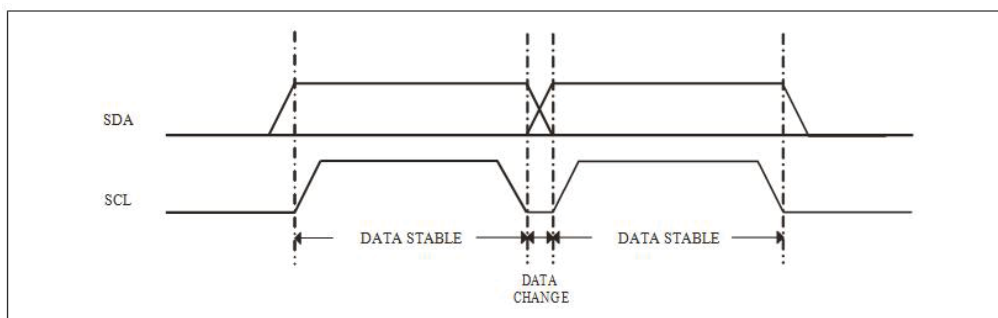 SDA
SCL
DATA STABLE
DATA STABLE
DATA
CHANGE